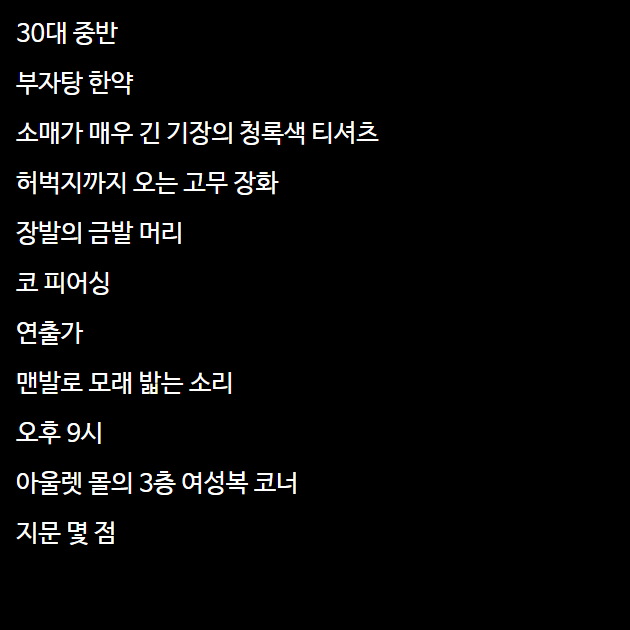 30대 중반
부자탕 한약
소매가 매우 긴 기장의 청록색 티셔츠
허벅지까지 오는 고무 장화
장발의 금발 머리
코 피어싱
연출가
맨발로 모래 밟는 소리
오후 9시
아울렛 몰의 3층 여성복 코너
지문 몇 점